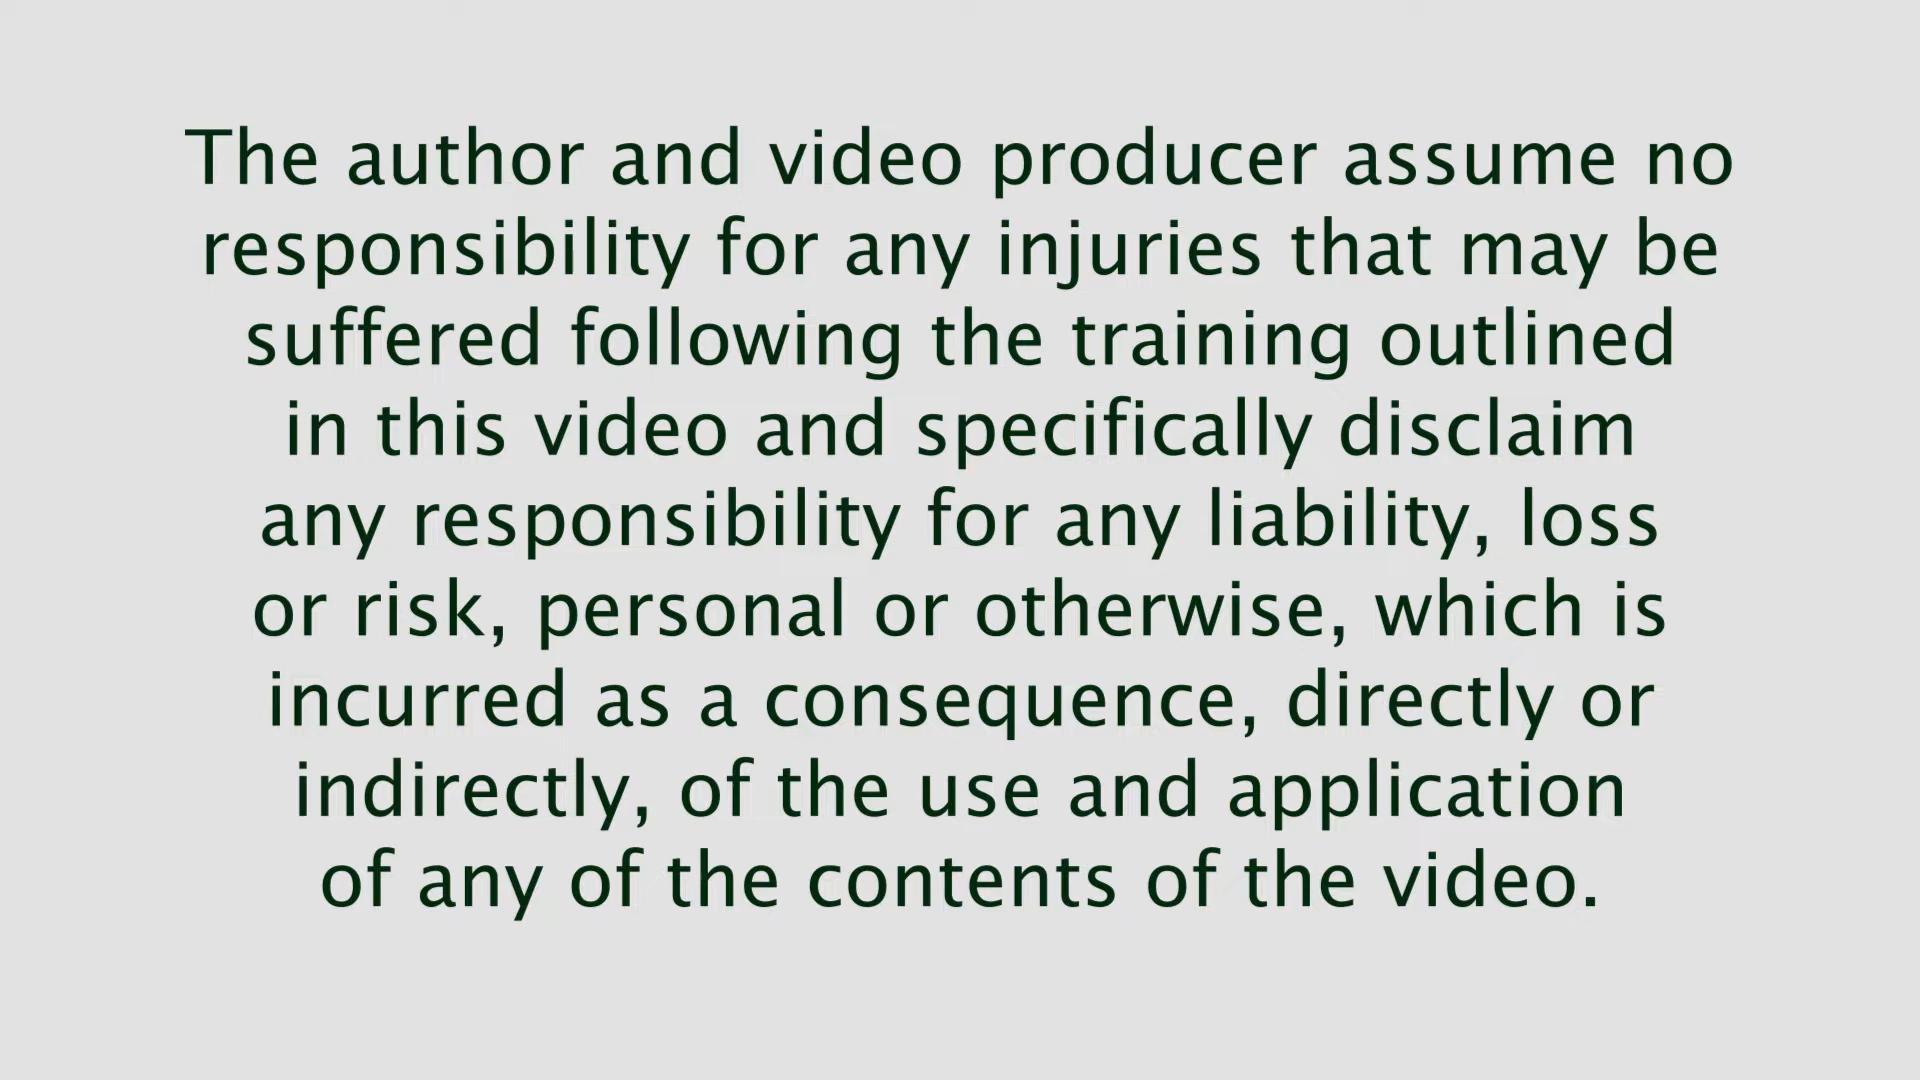 The author and video producer assume no
responsibility for any injuries that may be
suffered following the training outlined
in this video and specifically disclaim
any responsibility for any liability, loss
or risk, personal or otherwise, which is
incurred as a consequence, directly or
indirectly, of the use and application
of any of the contents of the video.